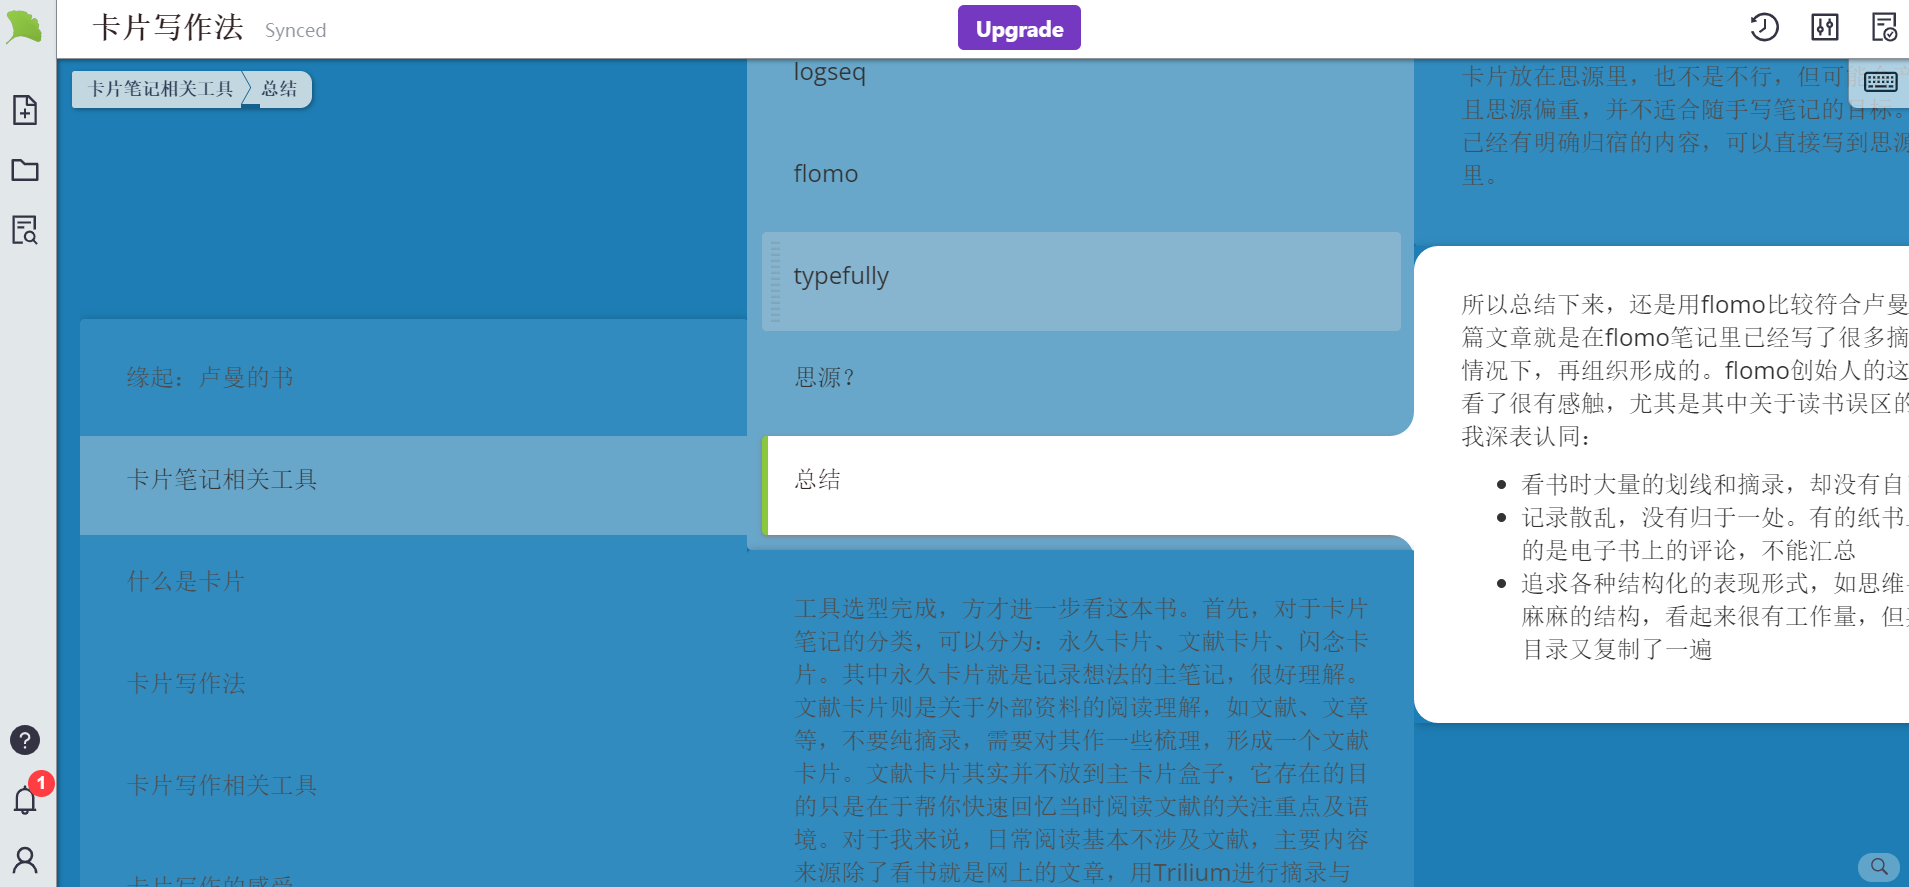 卡片写作法 Synced
Upgrade
卡片笔记相关工具
总结
缘起：卢曼的书
卡片笔记相关工具
什么是卡片
卡片写作法
卡片写作相关工具
卡片写作的感受
logseq
flomo
typefully
思源？
总结
工具选型完成，方才进一步看这本书。首先，对于卡片
笔记的分类，可以分为：永久卡片、文献卡片、闪念卡
片。其中永久卡片就是记录想法的主笔记，很好理解。
文献卡片则是关于外部资料的阅读理解，如文献、文章
等，不要纯摘录，需要对其作一些梳理，形成一个文献
卡片。文献卡片其实并不放到主卡片盒子，它存在的目
的只是在于帮你快速回忆当时阅读文献的关注重点及语
境。对于我来说，日常阅读基本不涉及文献，主要内容
来源除了看书就是网上的文章，用Trilium进行摘录与
卡片放在思源里，也不是不行，但可
且思源偏重，并不适合随手写笔记的目标。
已经有明确归宿的内容，可以直接写到思源
里。
所以总结下来，还是用flomo比较符合卢曼
篇文章就是在flomo笔记里已经写了很多摘
情况下，再组织形成的。flomo创始人的这
看了很有感触，尤其是其中关于读书误区的
我深表认同：
看书时大量的划线和摘录，却没有自
记录散乱，没有归于一处。有的纸书
的是电子书上的评论，不能汇总
追求各种结构化的表现形式，如思维
麻麻的结构，看起来很有工作量，但
目录又复制了一遍
1